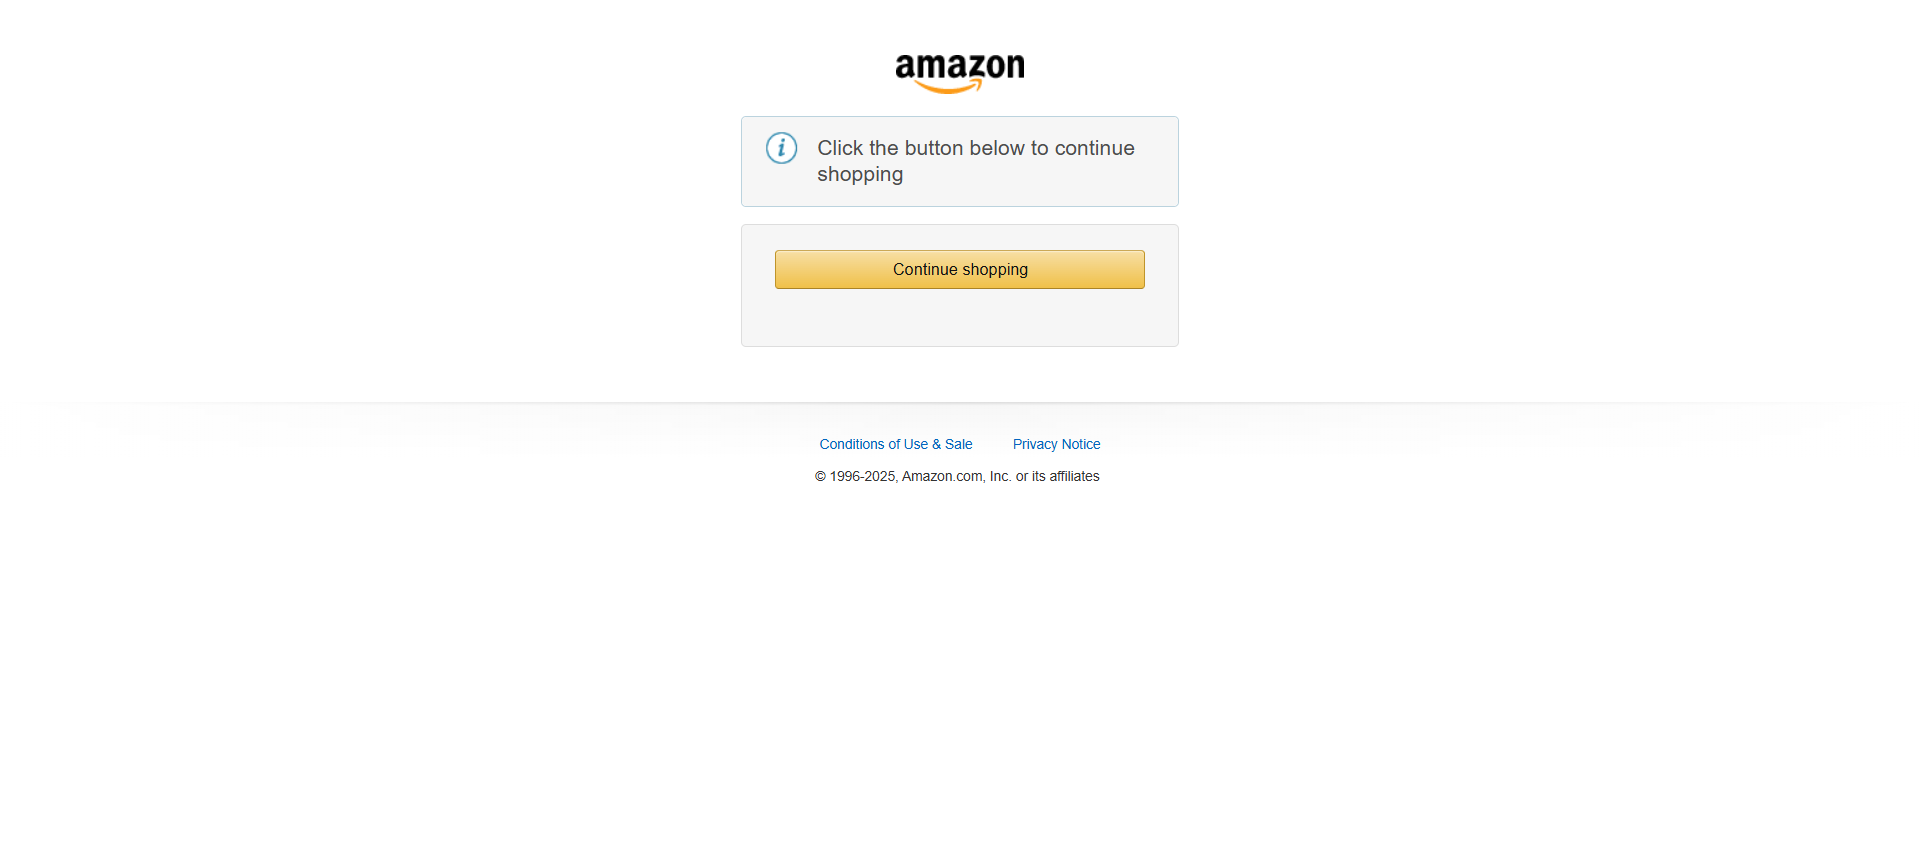 amazon
Click the button below to continue
shopping
Continue shopping
Conditions of Use & Sale Privacy Notice
© 1996-2025, Amazon.com, Inc. or its affiliates